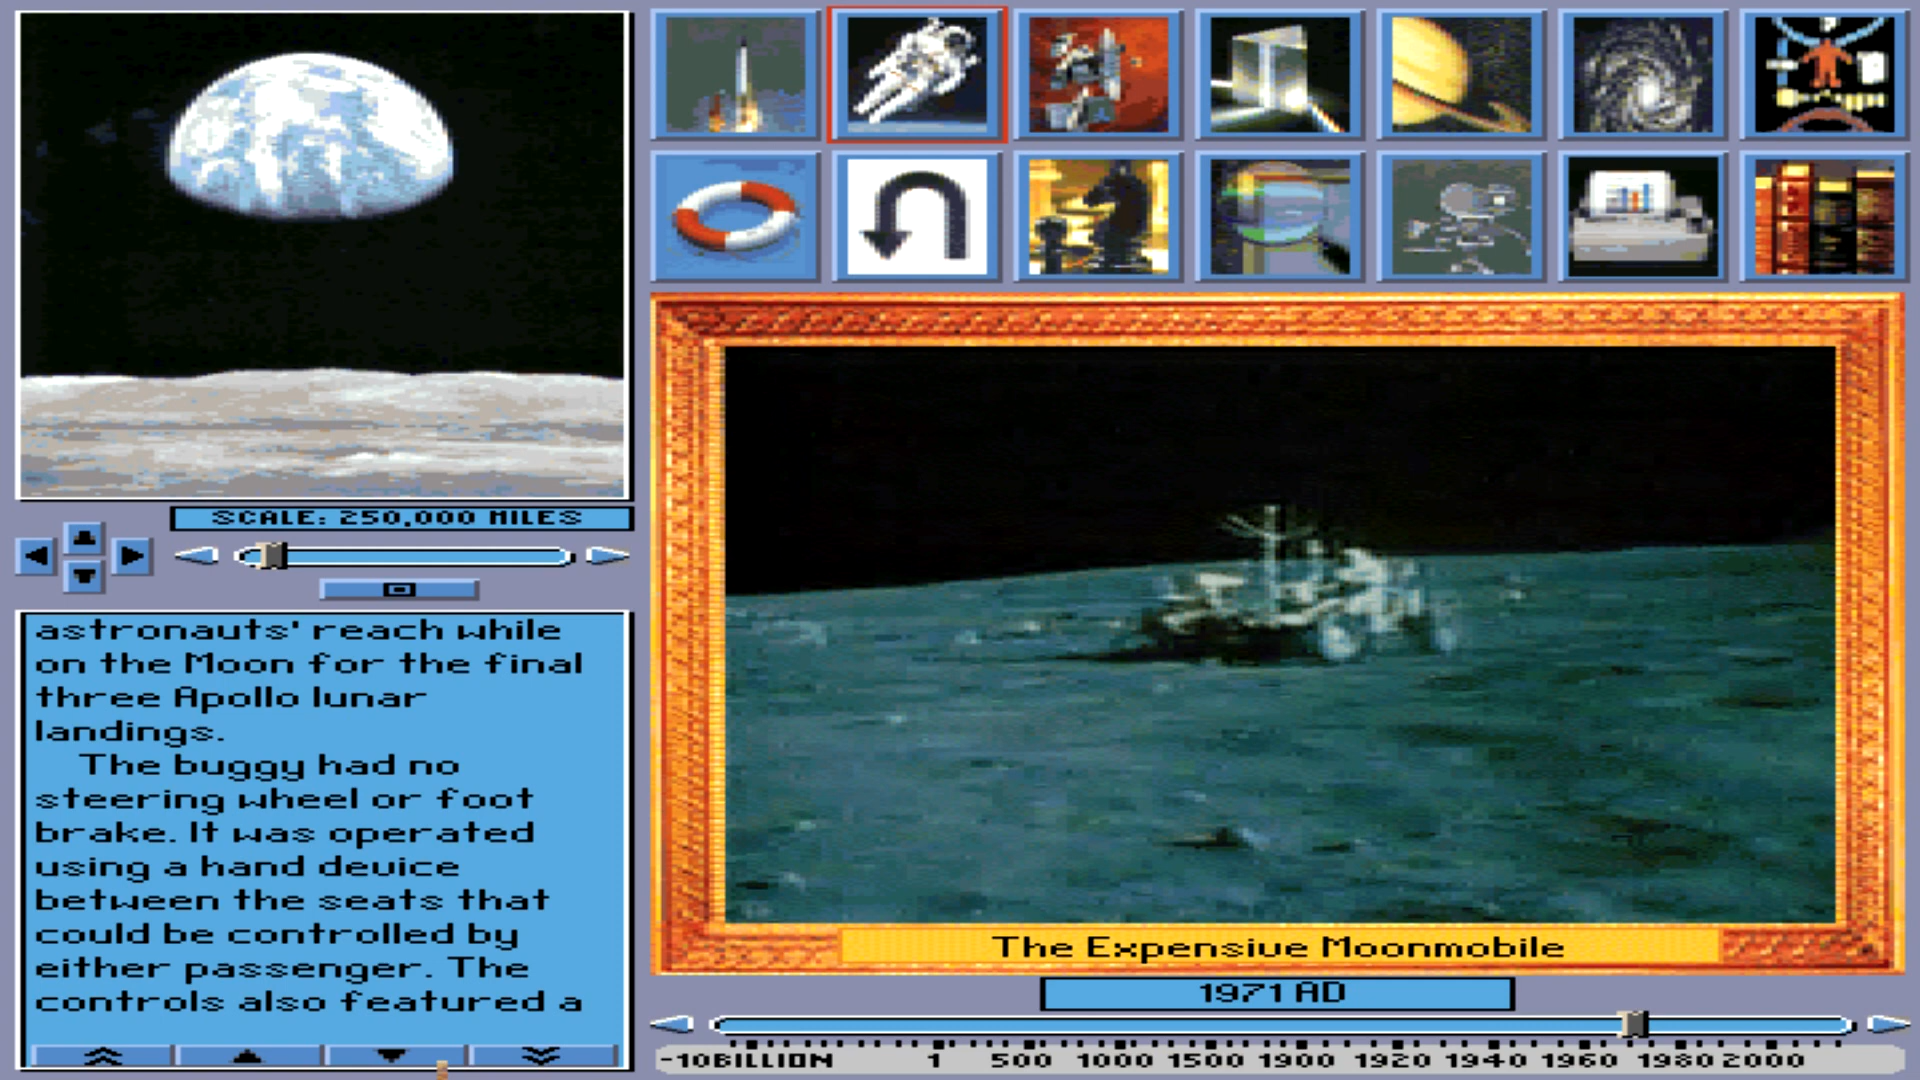 SCALE: 250,000 MILES
astronauts' reach while
on the Moon for the final
three Apollo lunar
landings.
The buggy had no
steering wheel or foot
brake. It was operated
using a hand device
between the seats that
could be controlled by
either passenger. The
controls also featured a
The Expensive Moonmobile
1971 AD
-10BILLION 1 500 1000 1500 1900 1920 1940 1960 1980 2000